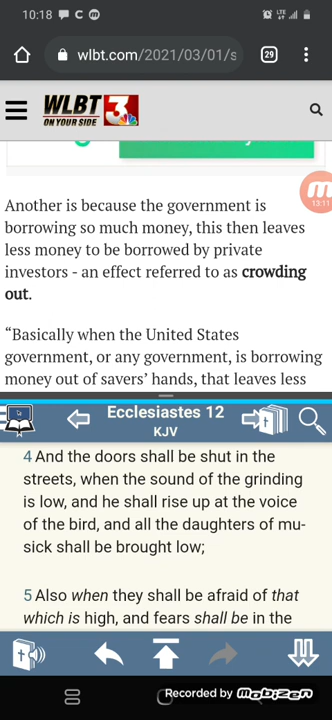 10:18
LTE
wlbt.com/2021/03/01/s
29
WLBT 3
ON YOUR SIDE
13:11
Another is because the government is
borrowing so much money, this then leaves
less money to be borrowed by private
investors - an effect referred to as crowding
out.
“Basically when the United States
government, or any government, is borrowing
money out of savers’ hands, that leaves less
Ecclesiastes 12
KJV
4 And the doors shall be shut in the
streets, when the sound of the grinding
is low, and he shall rise up at the voice
of the bird, and all the daughters of mu-
sick shall be brought low;
5 Also when they shall be afraid of that
which is high, and fears shall be in the
Recorded by mobizen